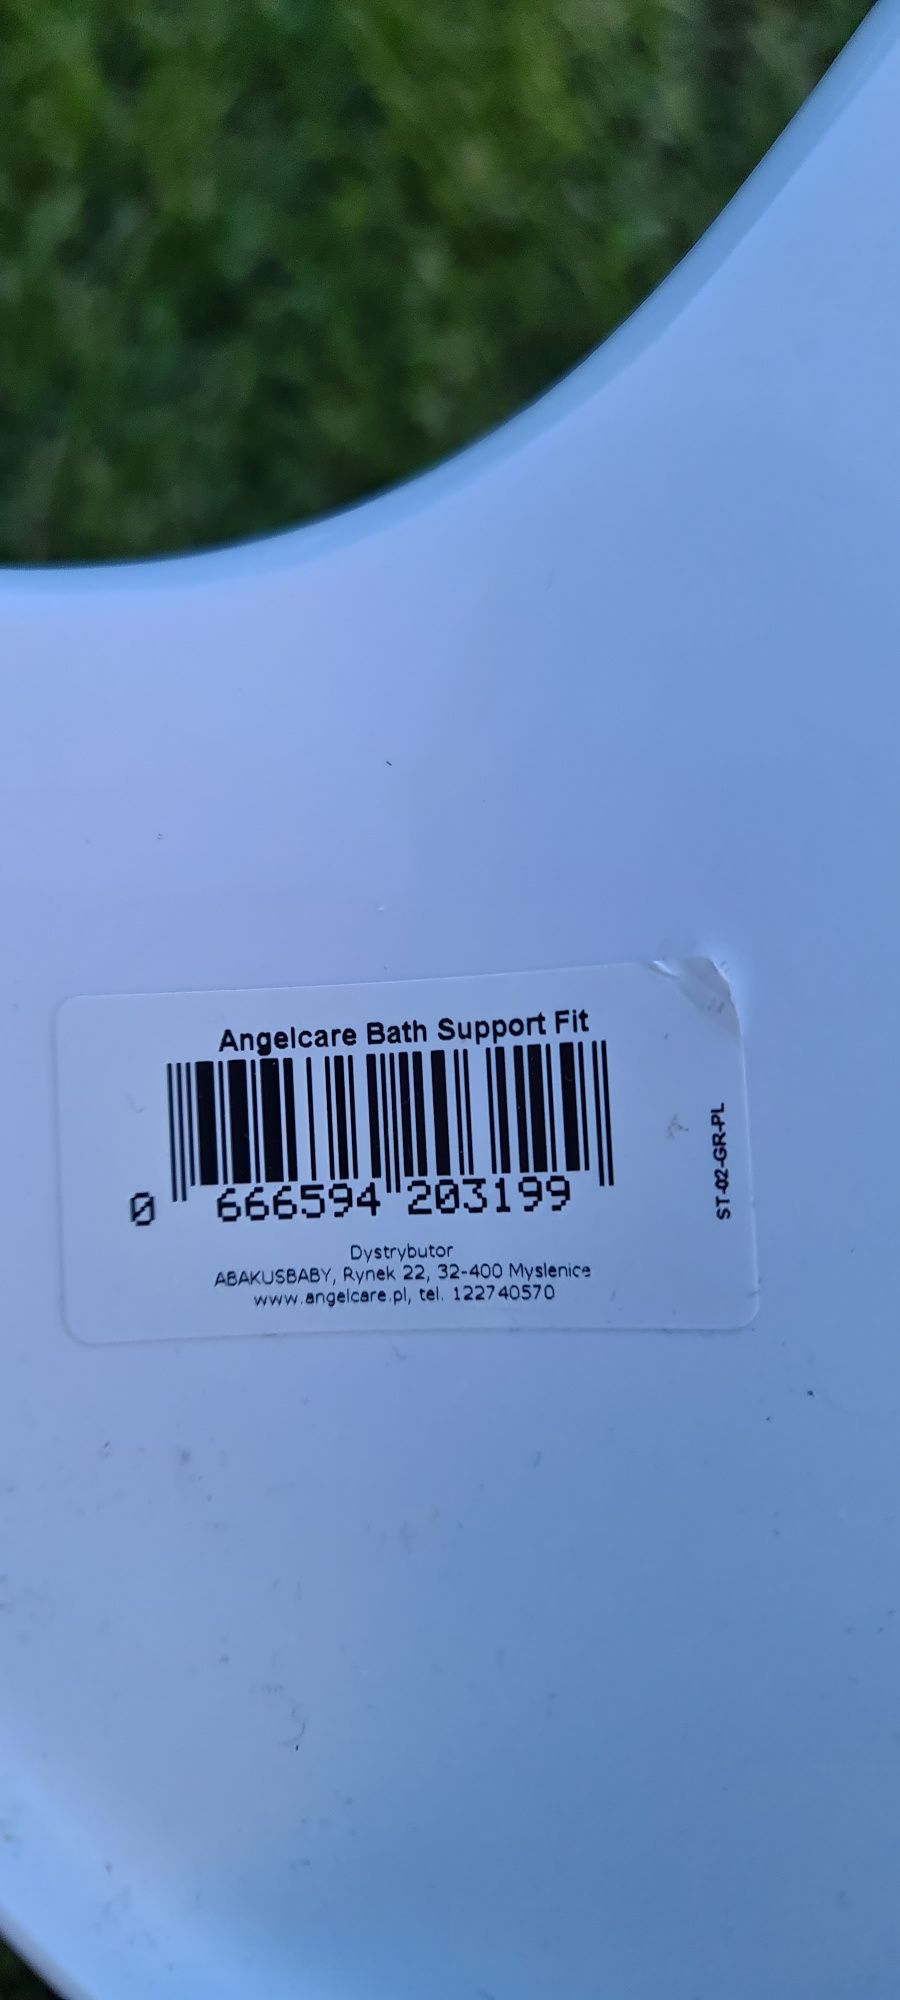 Angelcare Bath Support Fit
0 666594 203199
ST-02-GR-PL
Dystrybutor
ABAKUSBABY, Rynek 22, 32-400 Myslenice
www.angelcare.pl, tel. 122740570